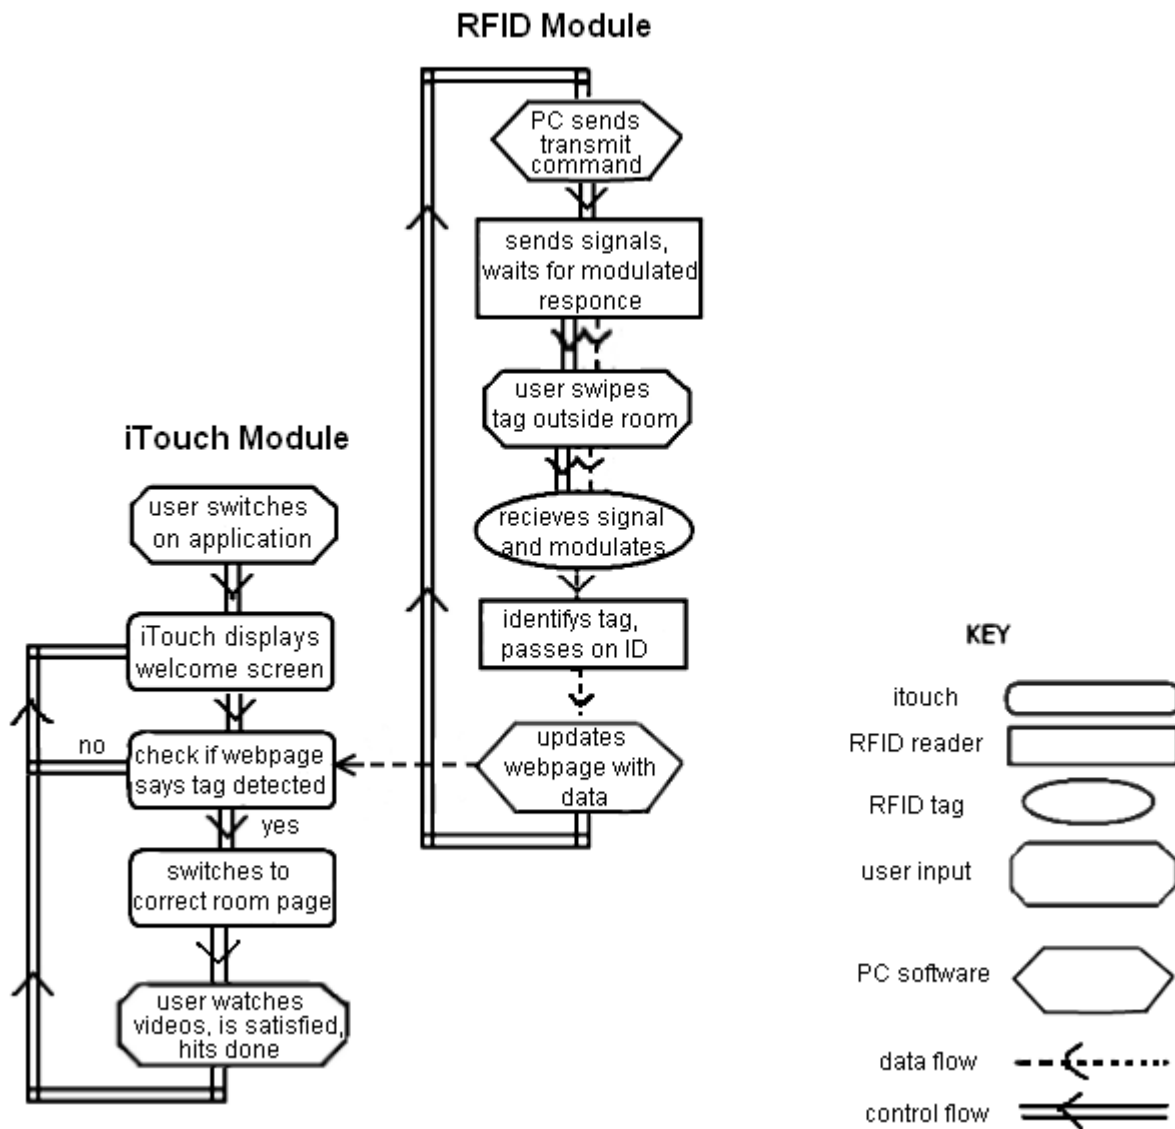 RFID Module
PC sends
transmit
command
sends signals,
waits for modulated
responce
user swipes
tag outside room
recieves signal
and modulates
identifys tag,
passes on ID
updates
webpage with
data
iTouch Module
user switches
on application
iTouch displays
welcome screen
no
check if webpage
says tag detected
yes
switches to
correct room page
user watches
videos, is satisfied,
hits done
KEY
itouch
RFID reader
RFID tag
user input
PC software
data flow
control flow